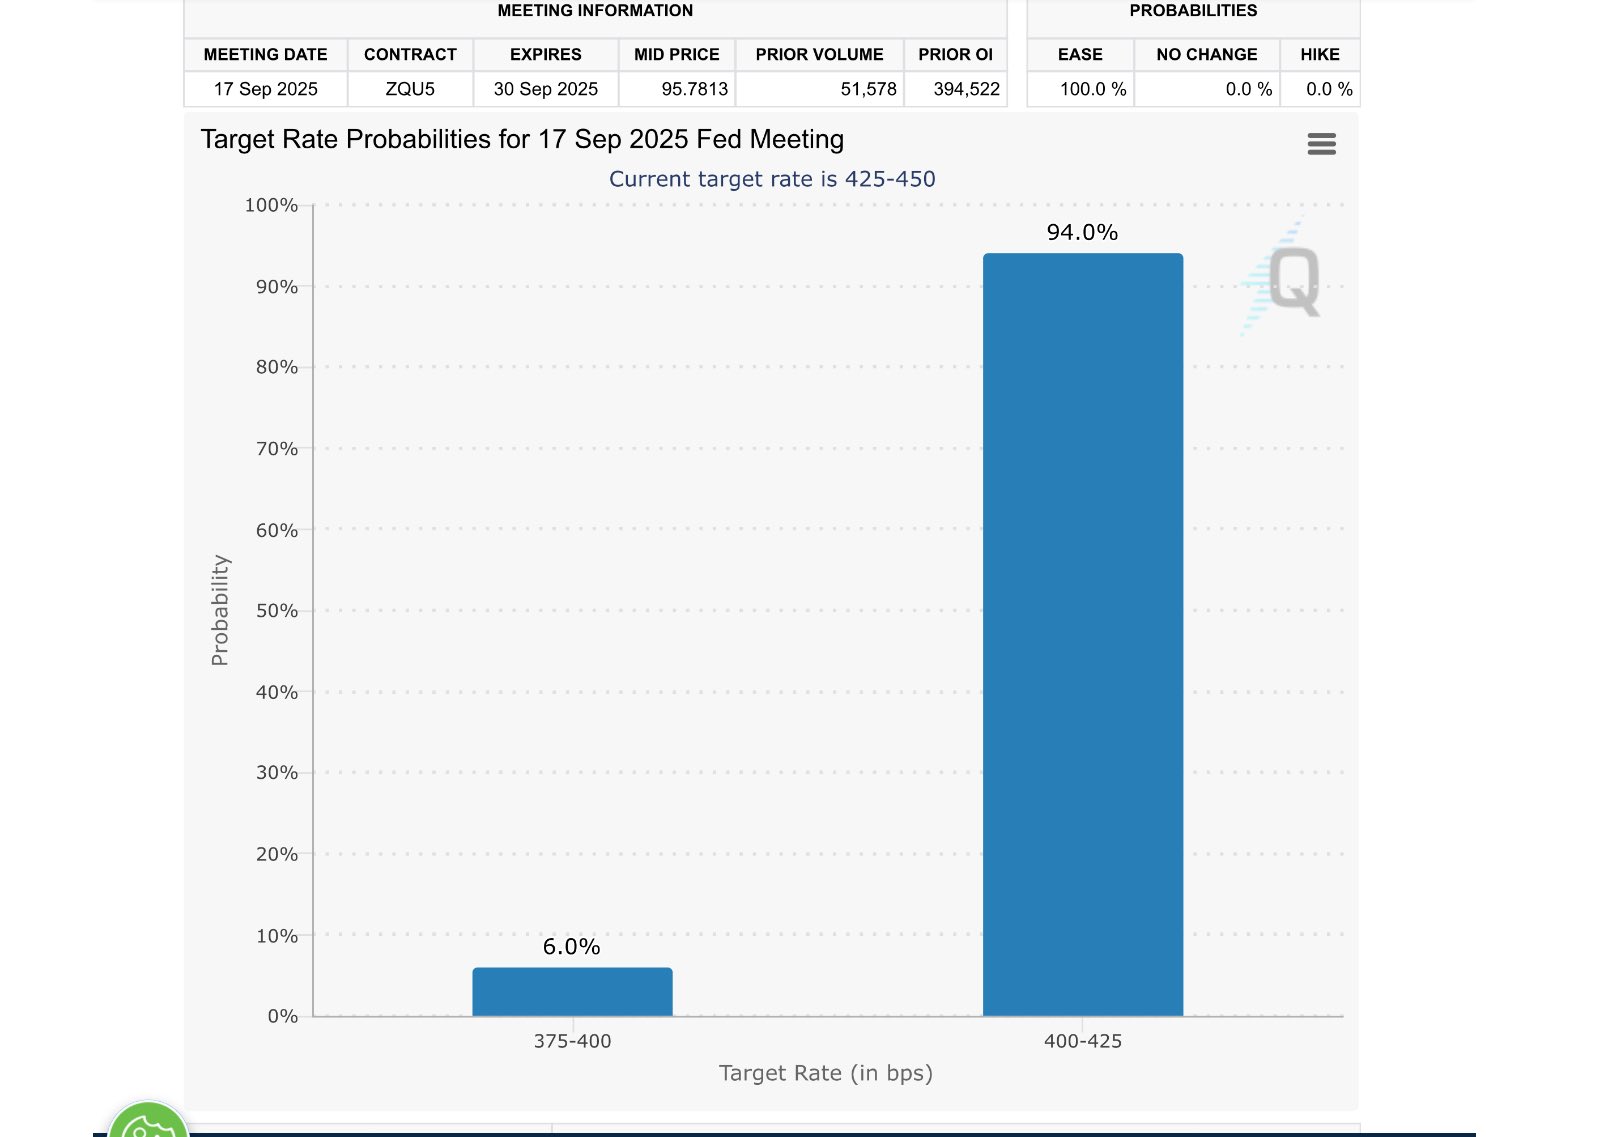 MEETING INFORMATION
PROBABILITIES
MEETING DATE CONTRACT EXPIRES MID PRICE PRIOR VOLUME PRIOR OI
EASE NO CHANGE HIKE
17 Sep 2025 ZQU5 30 Sep 2025 95.7813 51,578 394,522
100.0 % 0.0 % 0.0 %
Target Rate Probabilities for 17 Sep 2025 Fed Meeting
Current target rate is 425-450
100%
90%
80%
70%
60%
50%
40%
30%
20%
10%
0%
Probability
94.0%
6.0%
Q
375-400
400-425
Target Rate (in bps)